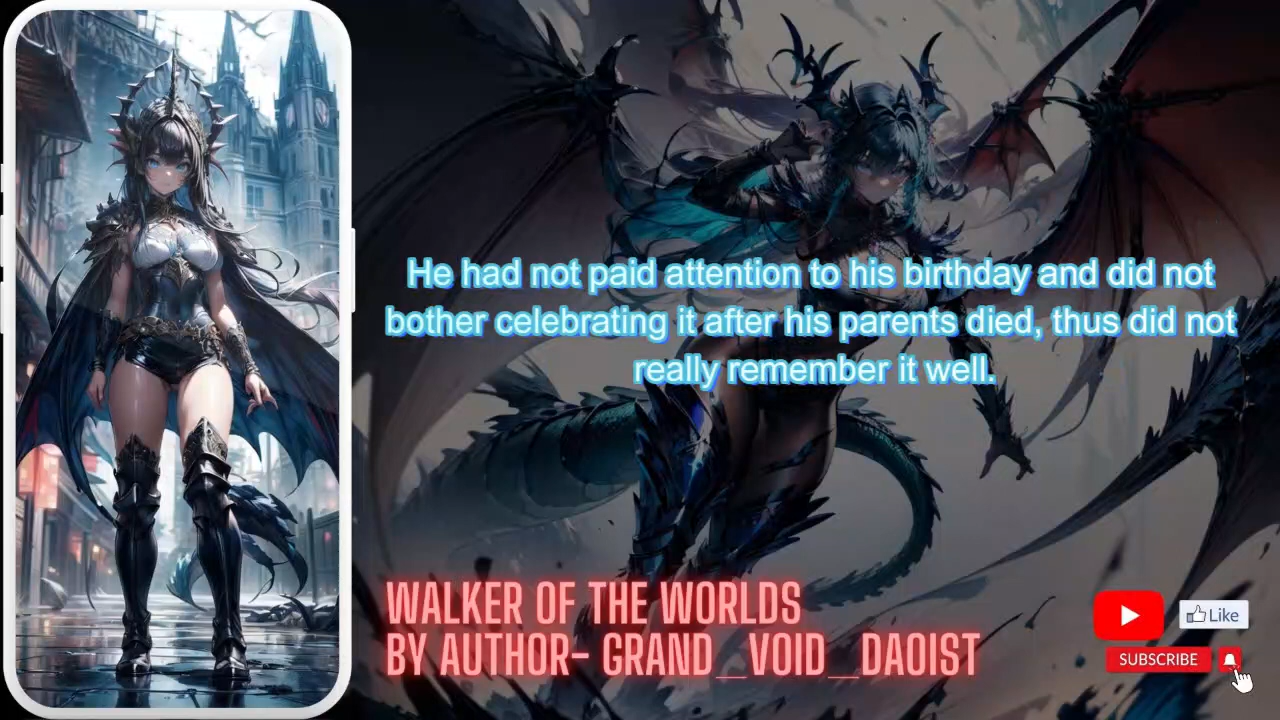 He had not paid attention to his birthday and did not
bother celebrating it after his parents died, thus did not
really remember it well.
WALKER OF THE WORLDS
BY AUTHOR- GRAND_VOID_DAOIST
Like
SUBSCRIBE